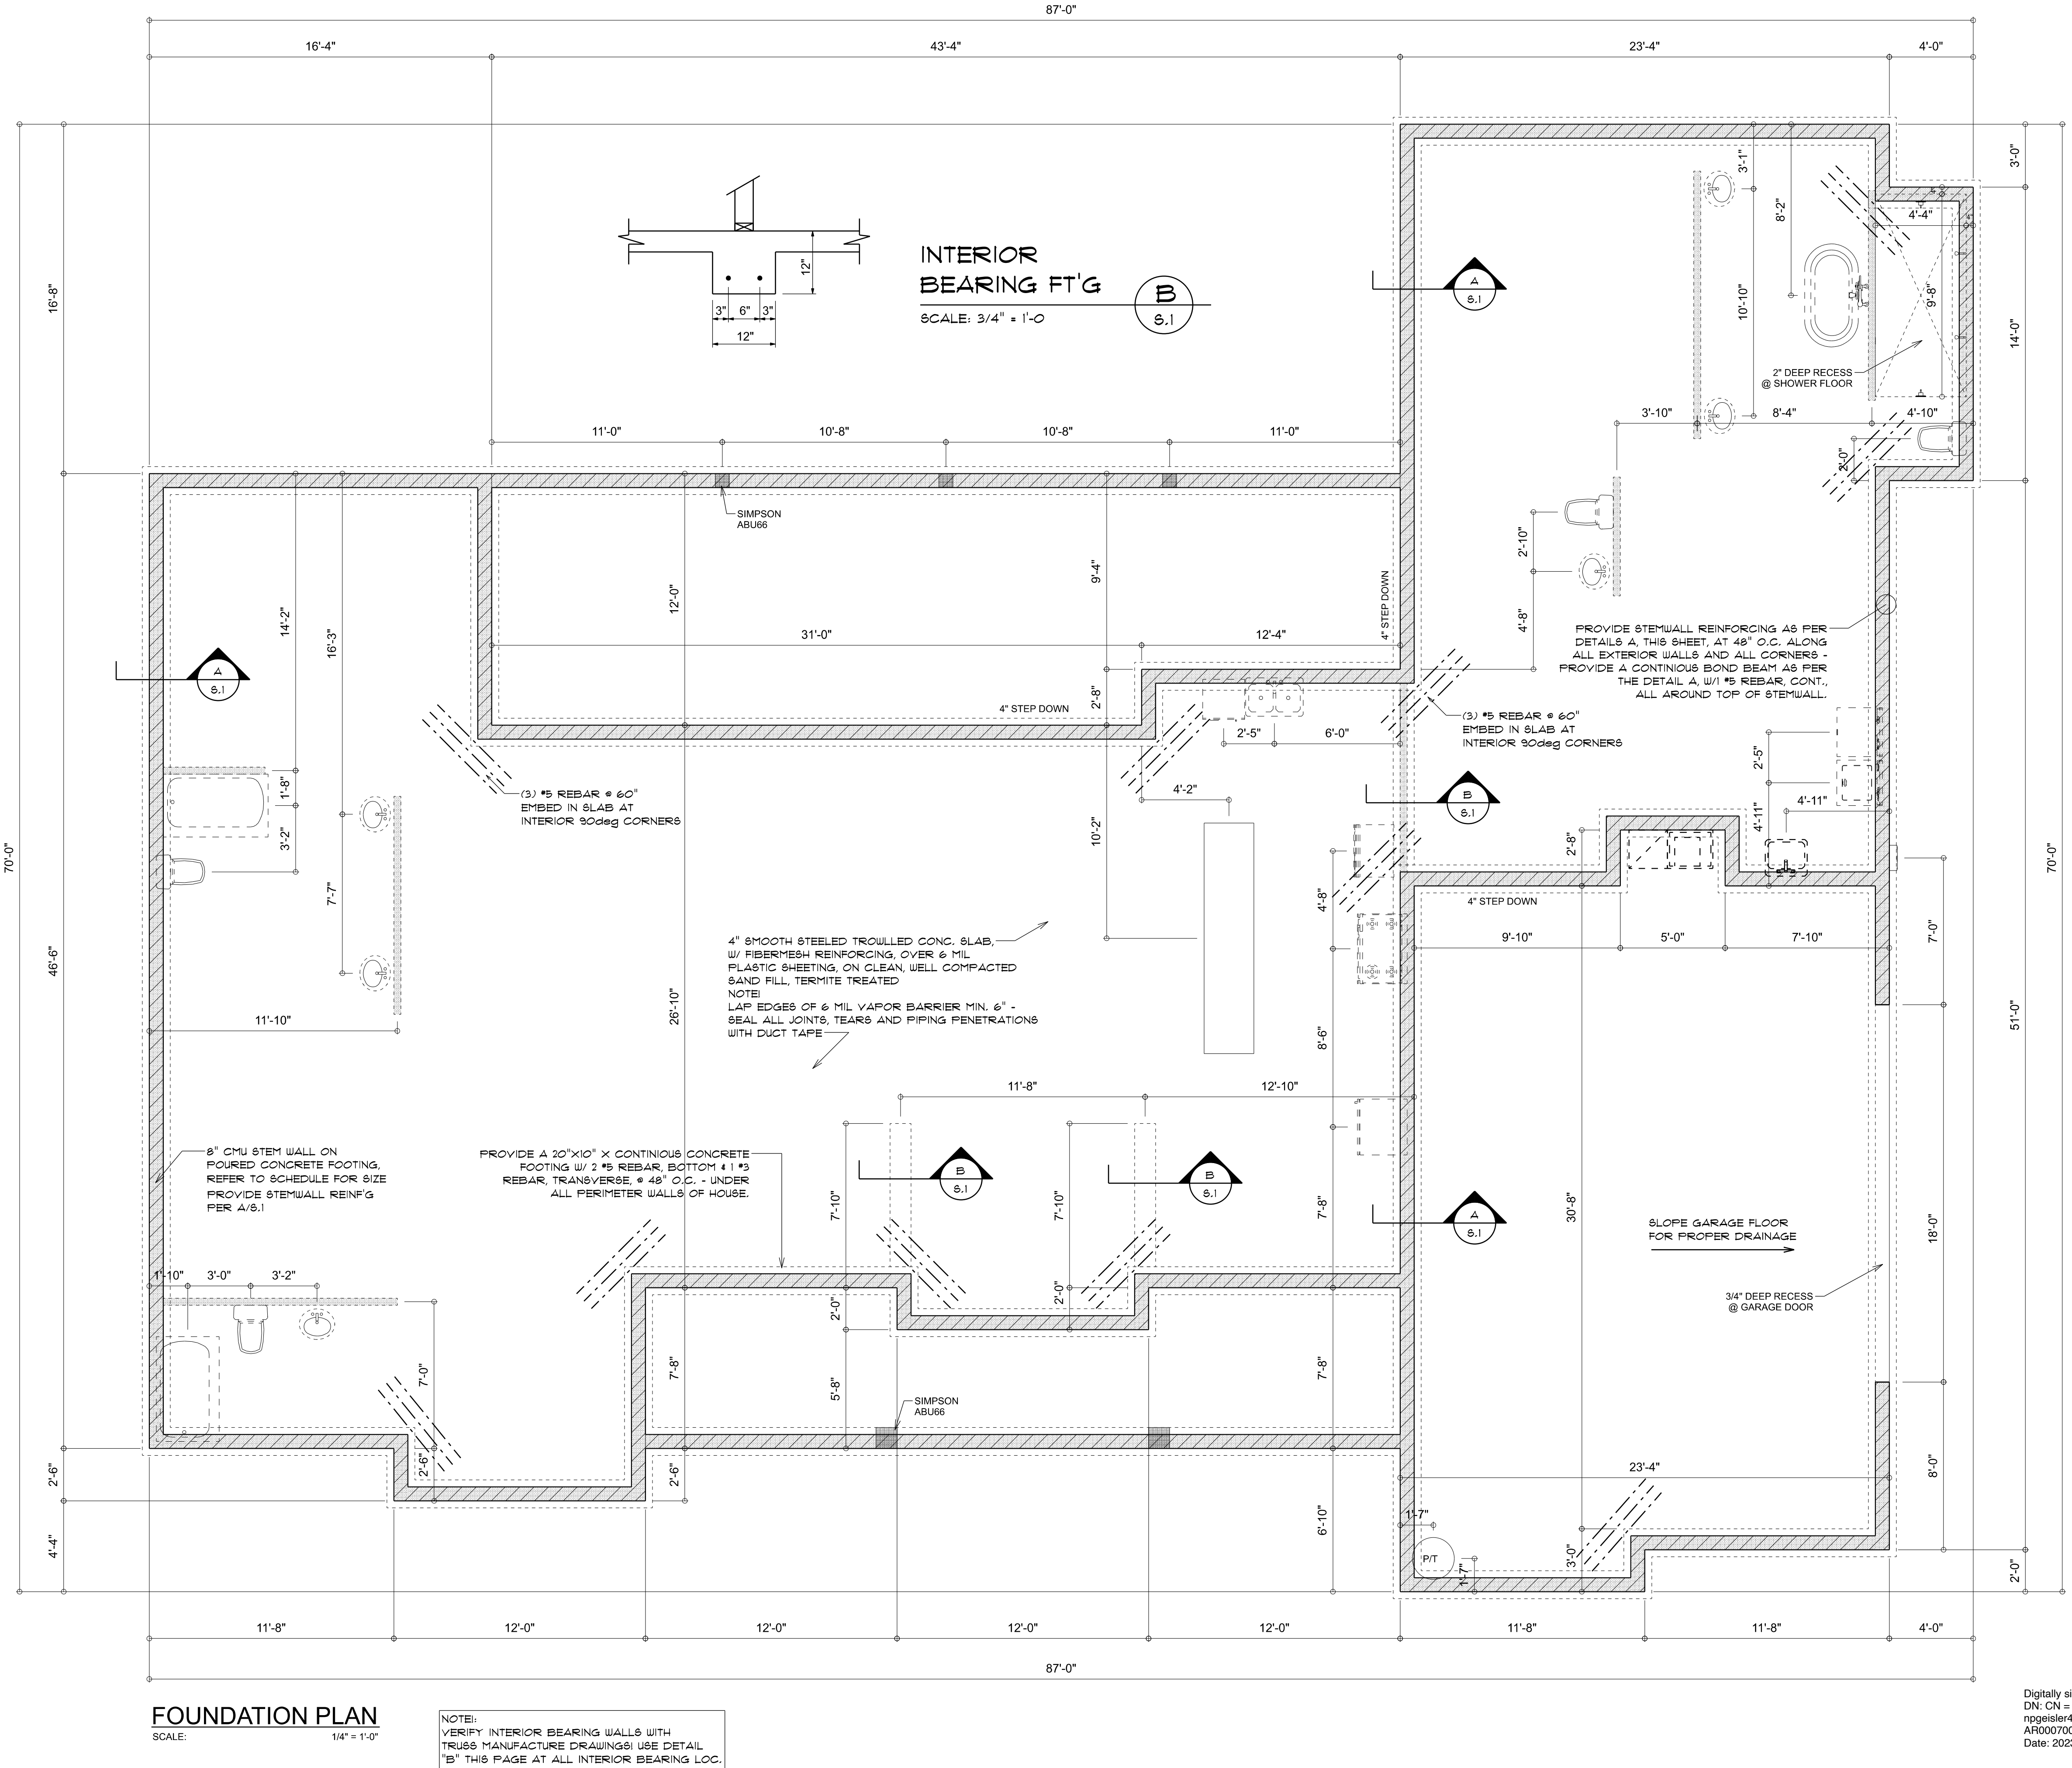 87'-0"
16'-4"
43'-4"
23'-4"
4'-0"
70'-0"
16'-8"
46'-6"
2'-6"
4'-4"
3'-0"
14'-0"
51'-0"
2'-0"
70'-0"
12"
3"
6"
3"
12"
INTERIOR
BEARING FT'G
SCALE: 3/4" = 1'-0
B
S.1
A
S.1
3'-1"
8'-2"
10'-10"
4'-4"
9'-8"
2" DEEP RECESS
@ SHOWER FLOOR
3'-10"
8'-4"
4'-10"
2'-0"
11'-0"
10'-8"
10'-8"
11'-0"
SIMPSON
ABU66
14'-2"
16'-3"
12'-0"
9'-4"
31'-0"
12'-4"
4" STEP DOWN
2'-10"
4'-8"
PROVIDE STEMWALL REINFORCING AS PER
DETAILS A, THIS SHEET, AT 48" O.C. ALONG
ALL EXTERIOR WALLS AND ALL CORNERS -
PROVIDE A CONTINIOUS BOND BEAM AS PER
THE DETAIL A, W/1 #5 REBAR, CONT.,
ALL AROUND TOP OF STEMWALL.
A
S.1
4" STEP DOWN
2'-8"
2'-5"
6'-0"
(3) #5 REBAR @ 60"
EMBED IN SLAB AT
INTERIOR 90deg CORNERS
(3) #5 REBAR @ 60"
EMBED IN SLAB AT
INTERIOR 90deg CORNERS
1'-8"
3'-2"
7'-7"
11'-10"
4'-2"
10'-2"
B
S.1
2'-5"
4'-11"
4'-11"
2'-8"
4" STEP DOWN
4'-8"
9'-10"
5'-0"
7'-10"
7'-0"
4" SMOOTH STEELED TROWLLED CONC. SLAB,
W/ FIBERMESH REINFORCING, OVER 6 MIL
PLASTIC SHEETING, ON CLEAN, WELL COMPACTED
SAND FILL, TERMITE TREATED
NOTE!
LAP EDGES OF 6 MIL VAPOR BARRIER MIN. 6" -
SEAL ALL JOINTS, TEARS AND PIPING PENETRATIONS
WITH DUCT TAPE
26'-10"
8'-6"
11'-8"
12'-10"
8" CMU STEM WALL ON
POURED CONCRETE FOOTING,
REFER TO SCHEDULE FOR SIZE
PROVIDE STEMWALL REINF'G
PER A/S.1
PROVIDE A 20"X10" X CONTINIOUS CONCRETE
FOOTING W/ 2 #5 REBAR, BOTTOM & 1 #3
REBAR, TRANSVERSE, @ 48" O.C. - UNDER
ALL PERIMETER WALLS OF HOUSE.
B
S.1
B
S.1
A
S.1
7'-10"
7'-10"
7'-8"
30'-8"
18'-0"
SLOPE GARAGE FLOOR
FOR PROPER DRAINAGE
3/4" DEEP RECESS
@ GARAGE DOOR
1'-10"
3'-0"
3'-2"
2'-0"
2'-0"
7'-0"
7'-8"
5'-8"
7'-8"
SIMPSON
ABU66
2'-6"
2'-6"
23'-4"
8'-0"
1'-7"
6'-10"
P/T
1'-7"
3'-0"
11'-8"
12'-0"
12'-0"
12'-0"
12'-0"
11'-8"
11'-8"
4'-0"
87'-0"
FOUNDATION PLAN
SCALE: 1/4" = 1'-0"
NOTE!:
VERIFY INTERIOR BEARING WALLS WITH
TRUSS MANUFACTURE DRAWINGS! USE DETAIL
"B" THIS PAGE AT ALL INTERIOR BEARING LOC.
Digitally si
DN: CN =
npgeisler4
AR000700
Date: 202